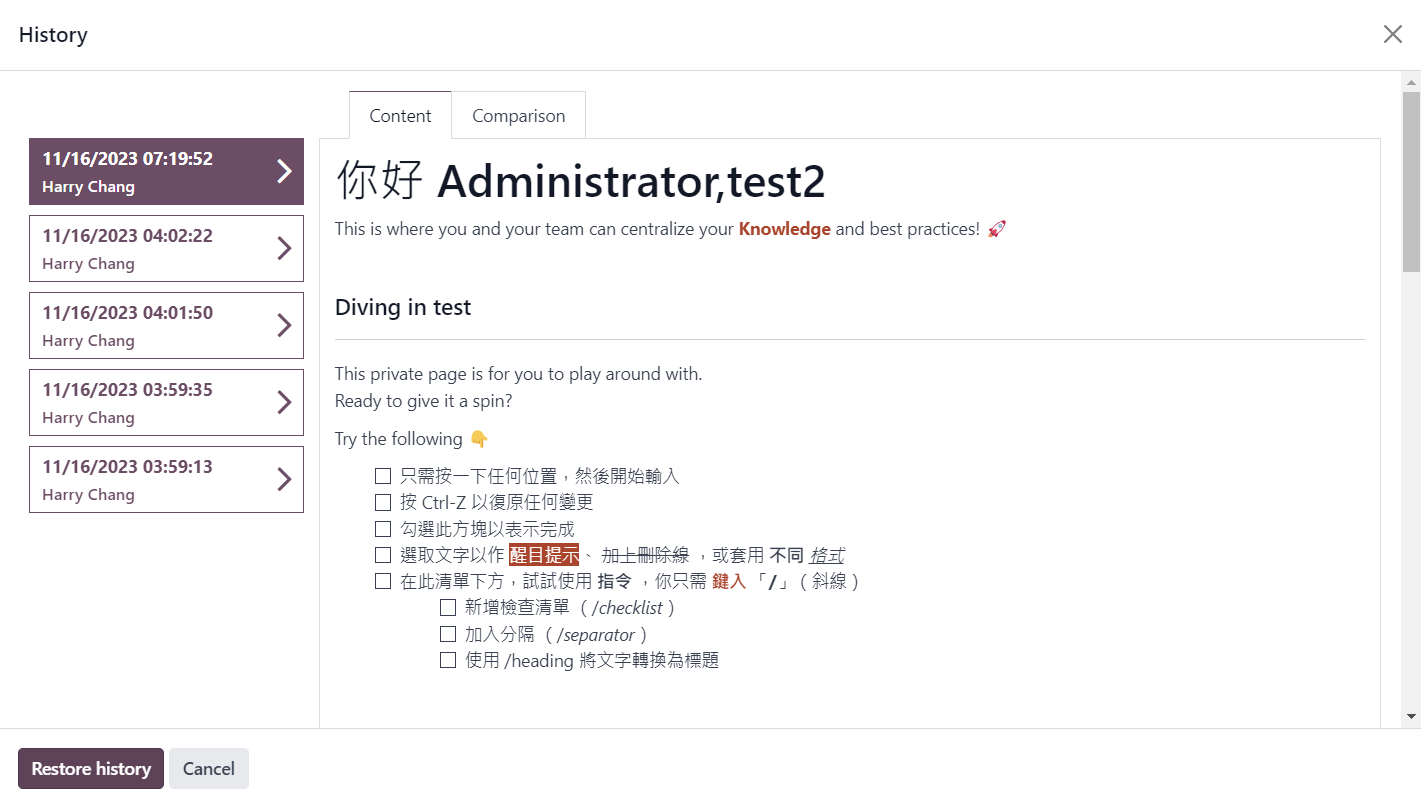 History
Content
Comparison
11/16/2023 07:19:52
Harry Chang
11/16/2023 04:02:22
Harry Chang
11/16/2023 04:01:50
Harry Chang
11/16/2023 03:59:35
Harry Chang
11/16/2023 03:59:13
Harry Chang
你好 Administrator,test2
This is where you and your team can centralize your Knowledge and best practices! 🚀
Diving in test
This private page is for you to play around with.
Ready to give it a spin?
Try the following 👇
只需按一下任何位置，然後開始輸入
按 Ctrl-Z 以復原任何變更
勾選此方塊以表示完成
選取文字以作 醒目提示、 加上刪除線 ，或套用 不同 格式
在此清單下方，試試使用 指令 ，你只需 鍵入 「/」（斜線）
新增檢查清單 （/checklist）
加入分隔 （/separator）
使用 /heading 將文字轉換為標題
Restore history
Cancel